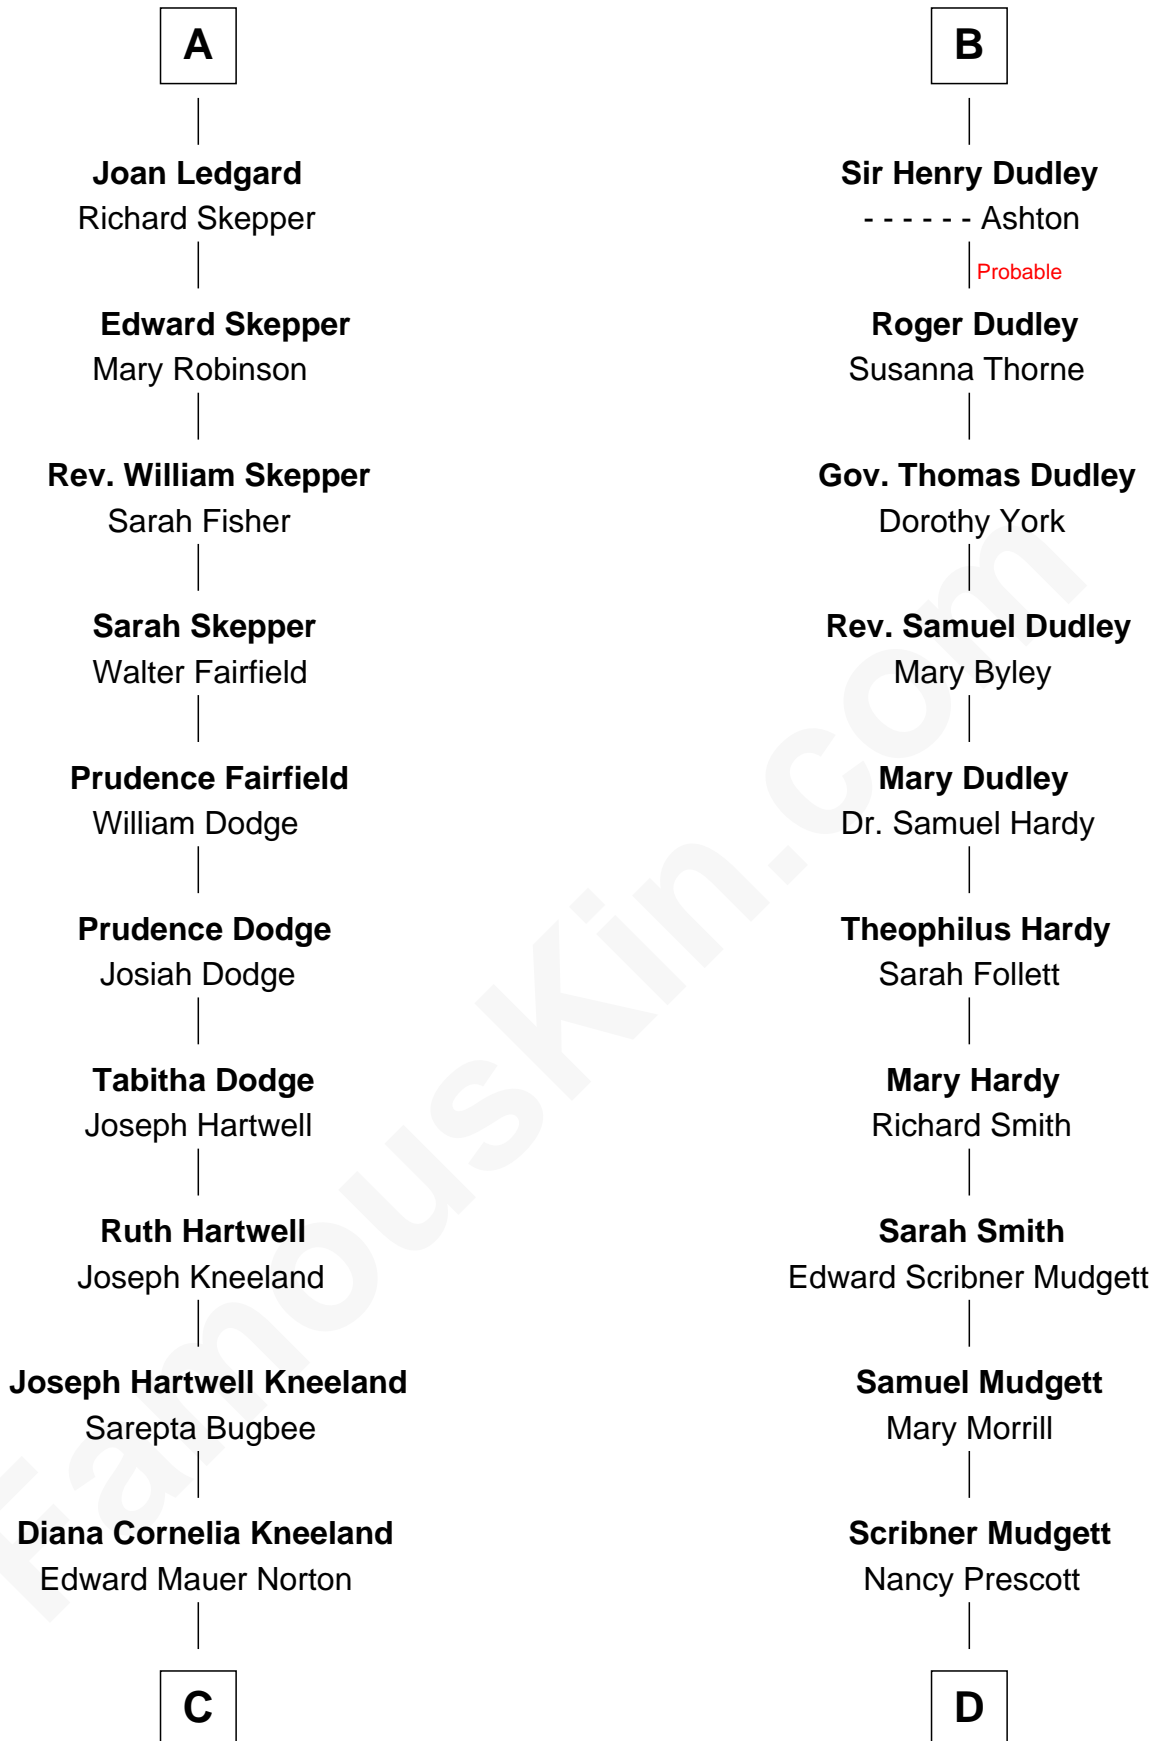 A
Joan Ledgard
Richard Skepper
Edward Skepper
Mary Robinson
Rev. William Skepper
Sarah Fisher
Sarah Skepper
Walter Fairfield
Prudence Fairfield
William Dodge
Prudence Dodge
Josiah Dodge
Tabitha Dodge
Joseph Hartwell
Ruth Hartwell
Joseph Kneeland
Joseph Hartwell Kneeland
Sarepta Bugbee
Diana Cornelia Kneeland
Edward Mauer Norton
C
B
Sir Henry Dudley
- - - - - - Ashton
Probable
Roger Dudley
Susanna Thorne
Gov. Thomas Dudley
Dorothy York
Rev. Samuel Dudley
Mary Byley
Mary Dudley
Dr. Samuel Hardy
Theophilus Hardy
Sarah Follett
Mary Hardy
Richard Smith
Sarah Smith
Edward Scribner Mudgett
Samuel Mudgett
Mary Morrill
Scribner Mudgett
Nancy Prescott
D
FamousKin.com